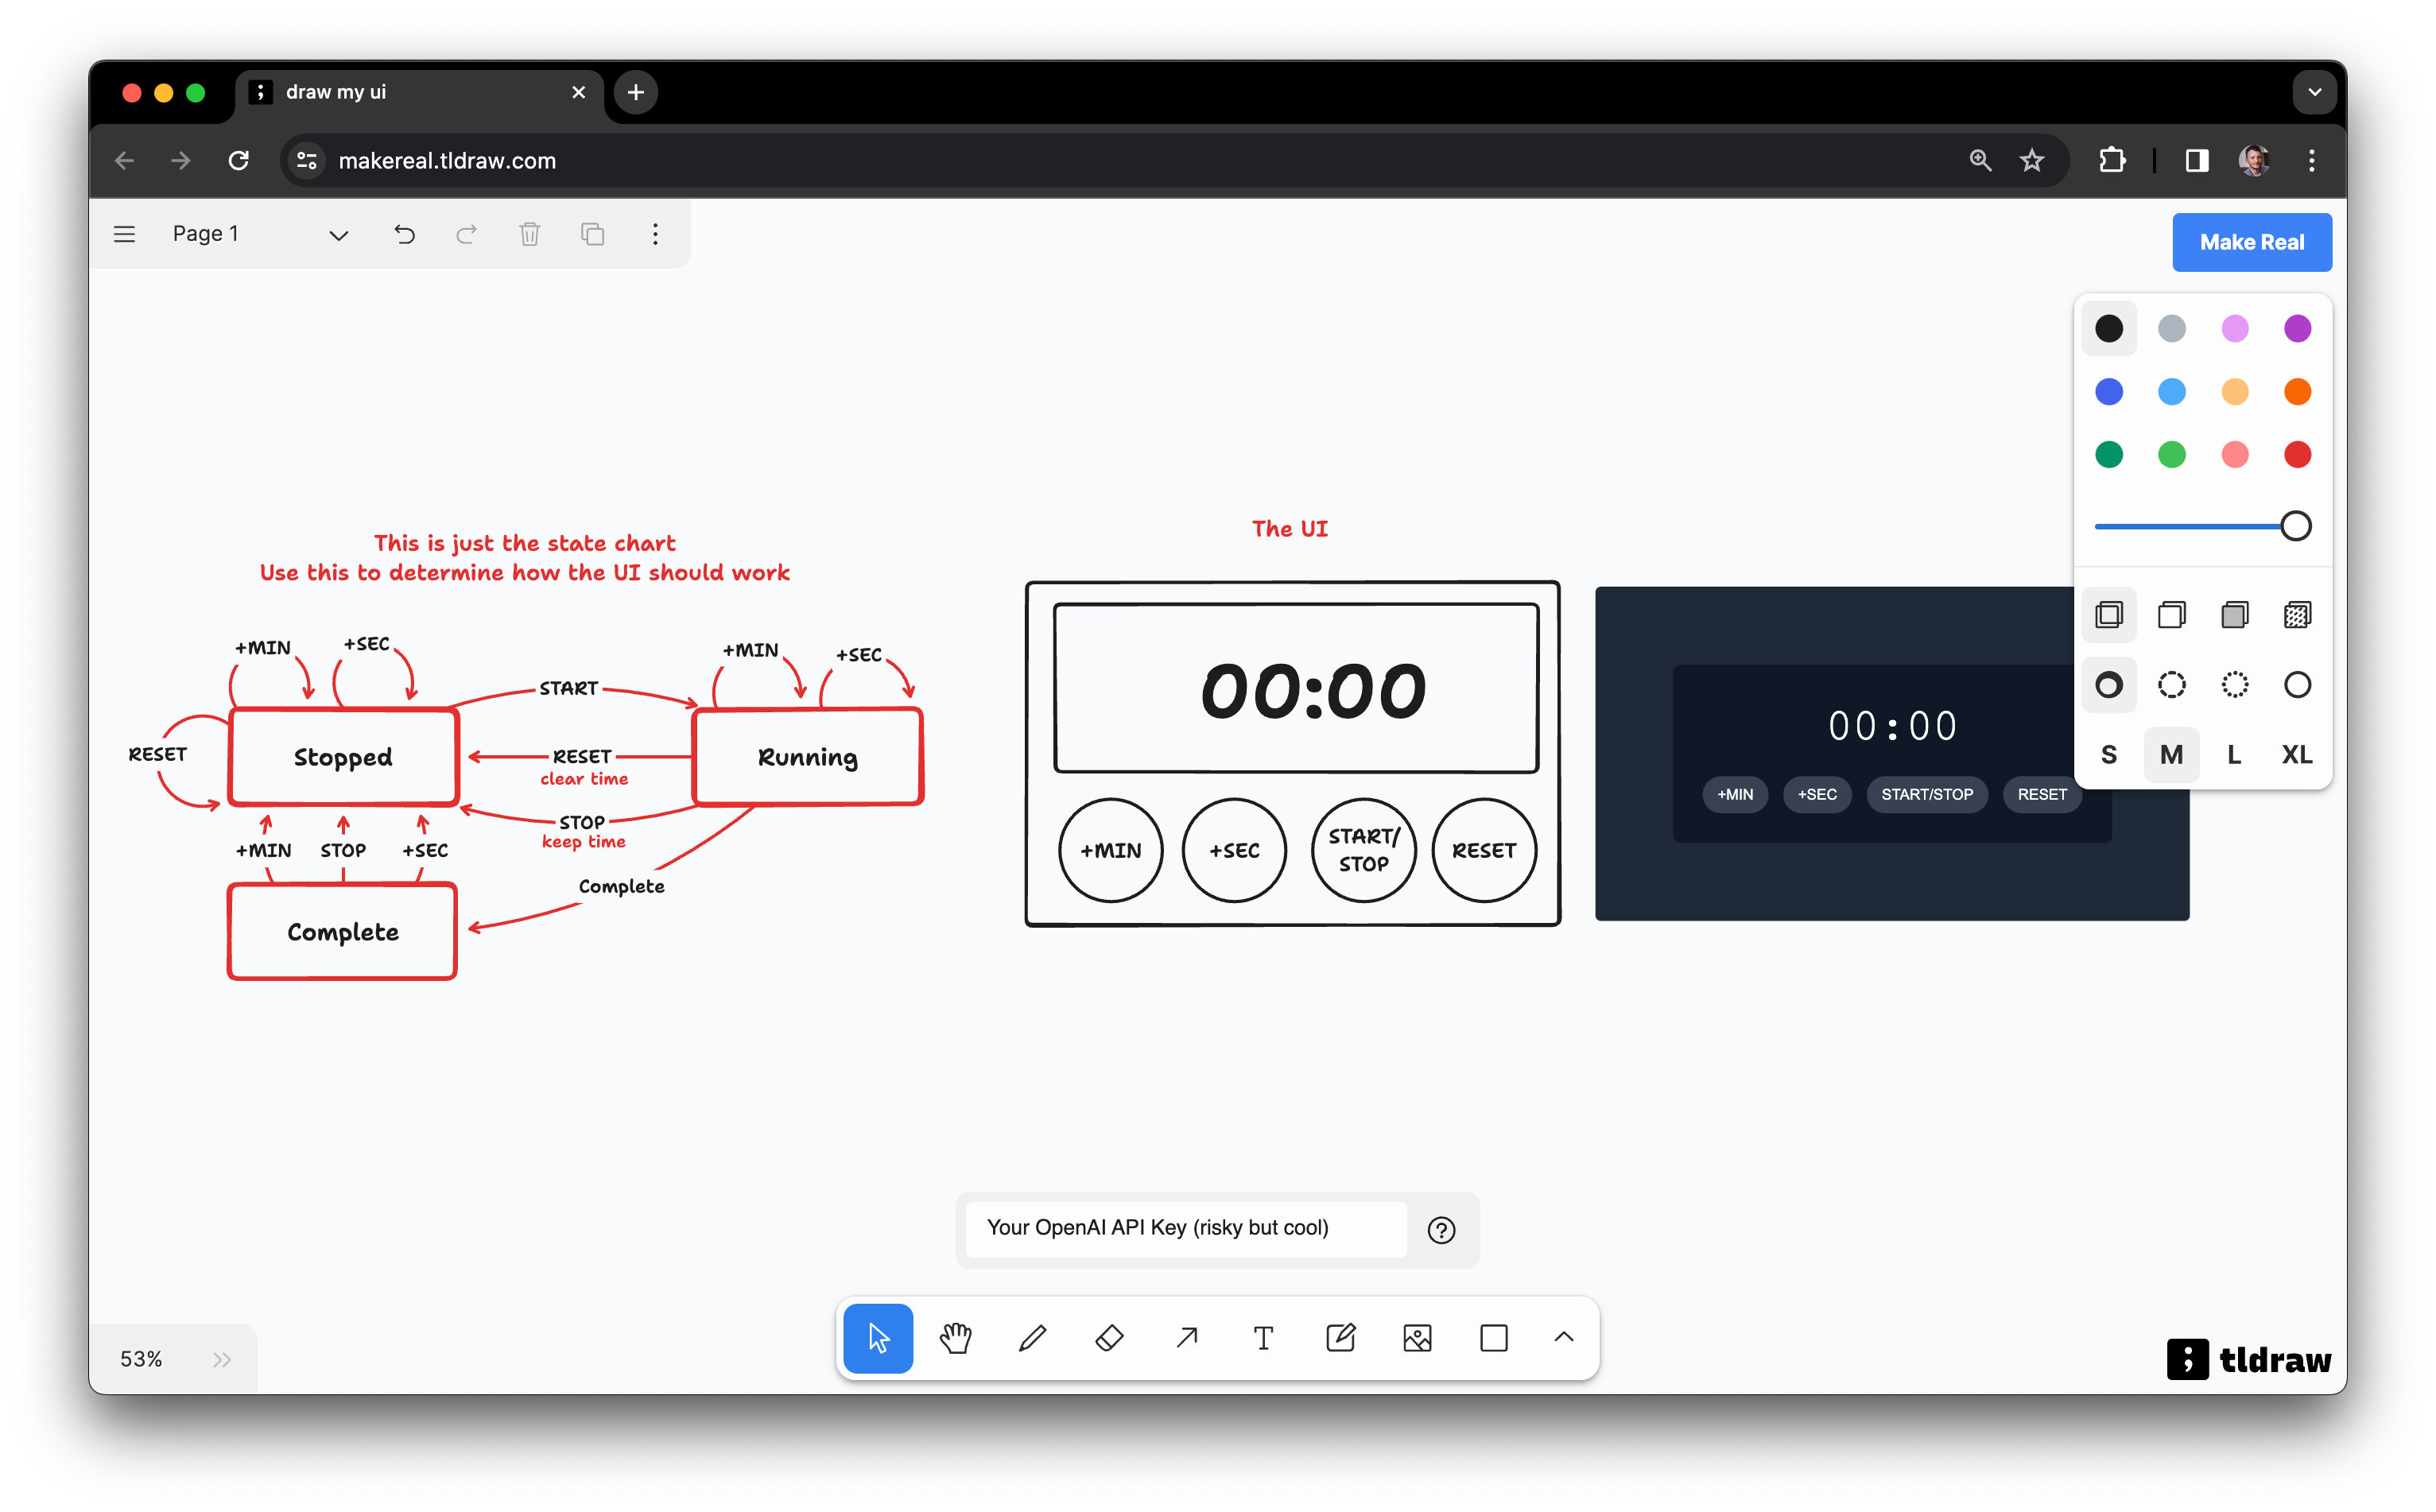 draw my ui
makereal.tldraw.com
Page 1
Make Real
This is just the state chart
Use this to determine how the UI should work
+MIN
+SEC
RESET
Stopped
START
RESET
clear time
STOP
keep time
+MIN
+SEC
Running
+MIN
STOP
+SEC
Complete
Complete
The UI
00:00
+MIN
+SEC
START/
STOP
RESET
00:00
+MIN
+SEC
START/STOP
RESET
S
M
L
XL
Your OpenAI API Key (risky but cool)
53%
tldraw